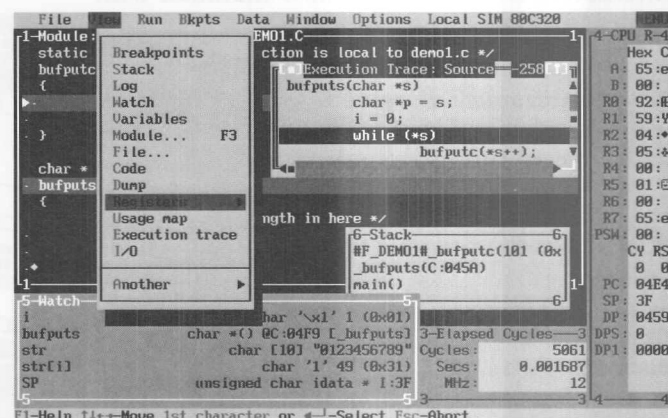 File View Run Bkpts Data Window Options Local SIM 80C320
1-Module: EMO1.C 1
static ction is local to demo1.c */
bufputc
{
}
char *
bufputs
{
ngth in here */
Breakpoints
Stack
Log
Watch
Variables
Module... F3
File...
Code
Dump
Registers
Usage map
Execution trace
I/O
Another
Execution Trace: Source -258
bufputs(char *s)
char *p = s;
i = 0;
while (*s)
bufputc(*s++);
6-Stack 6
#F_DEMO1#_bufputc(101 (0x
_bufputs(C:045A)
main()
6
4-CPU R-4
Hex C
A: 65:e
B: 00:
R0: 92:
R1: 59:
R2: 04:
R3: 05:
R4: 00:
R5: 01:
R6: 00:
R7: 65:e
PSW: 00:
CY RS
0 0
PC: 04E4
SP: 3F
DP: 0459
DPS: 0
DP1: 0000
4
5-Watch 5
i har '\x1' 1 (0x01)
bufputs char *() @C:04F9 [_bufputs]
str char [10] "0123456789"
str[i] char '1' 49 (0x31)
SP unsigned char idata * I:3F
5 5
3-Elapsed Cycles 3
Cycles: 5061
Secs: 0.001687
MHz: 12
3 3
F1-Help ↑↓←→-Move 1st character or ↵-Select Esc-Abort